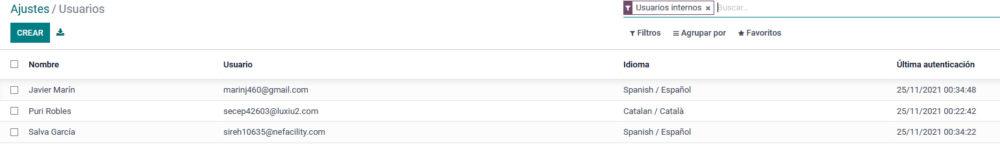 Ajustes / Usuarios
Usuarios internos × Buscar...
CREAR
Filtros Agrupar por Favoritos
Nombre Usuario Idioma Última autenticación
Javier Marín marinj460@gmail.com Spanish / Español 25/11/2021 00:34:48
Puri Robles secep42603@luxiu2.com Catalan / Català 25/11/2021 00:22:42
Salva García sireh10635@nefacility.com Spanish / Español 25/11/2021 00:34:22